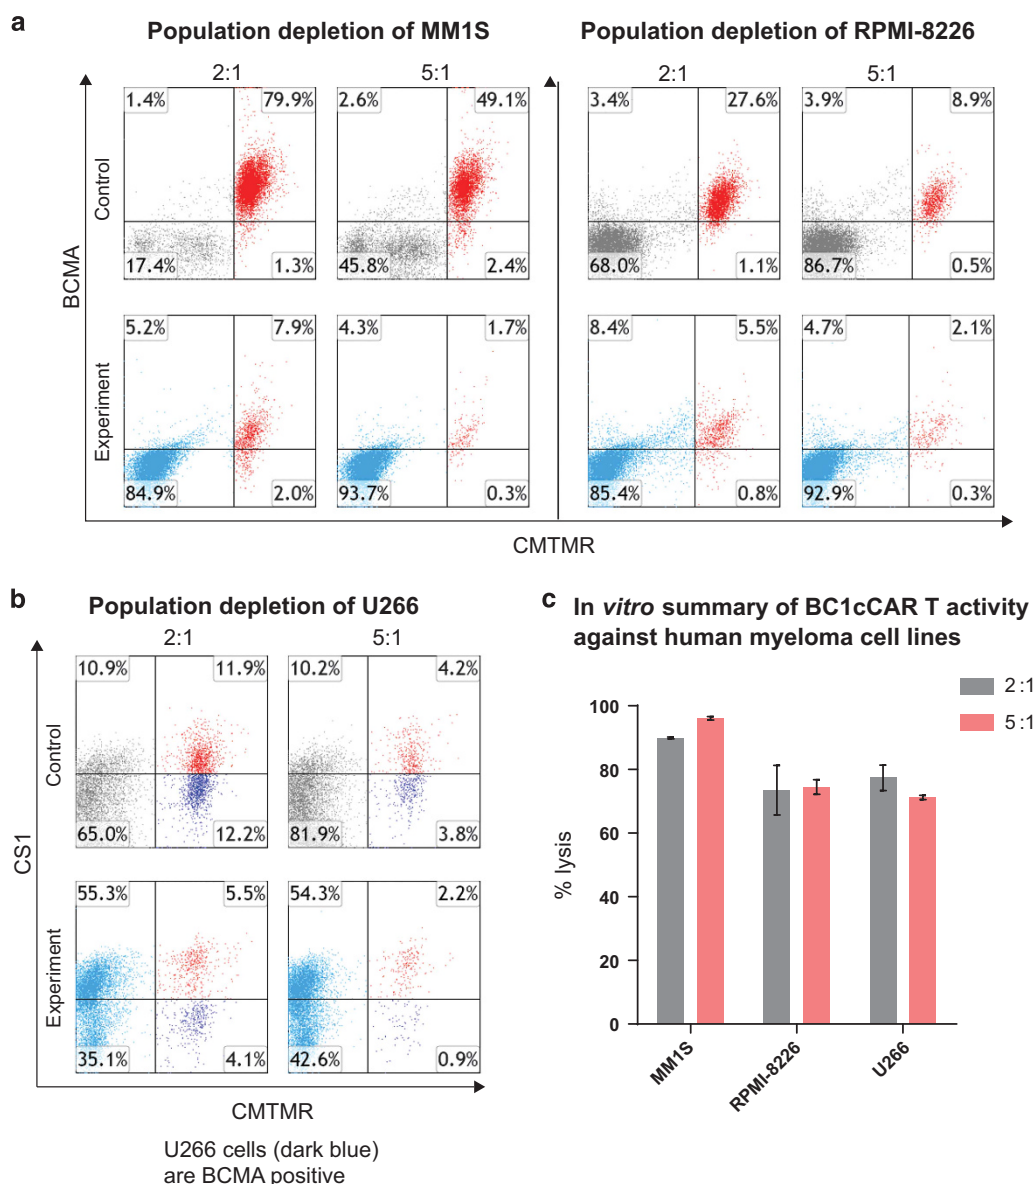 a
Population depletion of MM1S
Population depletion of RPMI-8226
2:1
5:1
2:1
5:1
BCMA
Control
1.4%
79.9%
17.4%
1.3%
2.6%
49.1%
45.8%
2.4%
3.4%
27.6%
68.0%
1.1%
3.9%
8.9%
86.7%
0.5%
Experiment
5.2%
7.9%
84.9%
2.0%
4.3%
1.7%
93.7%
0.3%
8.4%
5.5%
85.4%
0.8%
4.7%
2.1%
92.9%
0.3%
CMTMR
b
Population depletion of U266
2:1
5:1
CS1
Control
10.9%
11.9%
65.0%
12.2%
10.2%
4.2%
81.9%
3.8%
Experiment
55.3%
5.5%
35.1%
4.1%
54.3%
2.2%
42.6%
0.9%
CMTMR
U266 cells (dark blue)
are BCMA positive
c
In vitro summary of BC1cCAR T activity
against human myeloma cell lines
2:1
5:1
% lysis
100
80
60
40
20
0
MM1S
RPMI-8226
U266